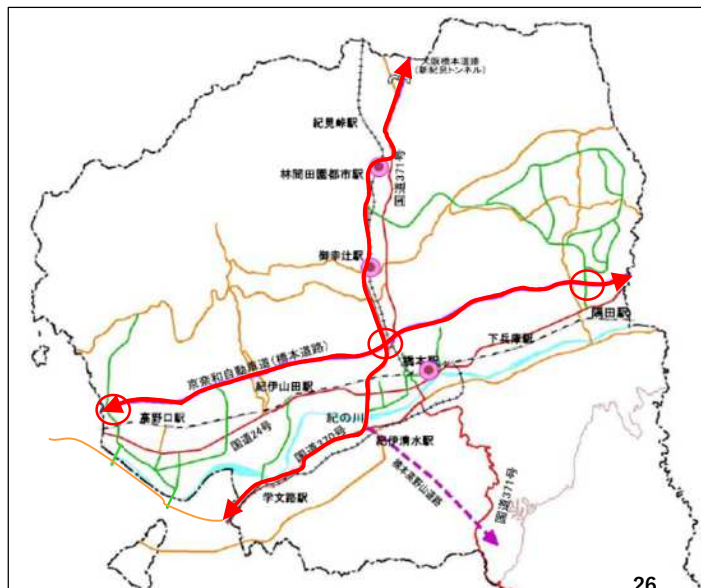 大阪橋本道路
(新紀見トンネル)
紀見峠駅
林間田園都市駅
国道371号
御幸辻駅
隅田駅
下兵庫駅
橋本駅
京奈和自動車道(橋本道路)
紀伊山田駅
高野口駅
紀の川
国道24号
国道370号
紀伊清水駅
橋本高野山道路
国道371号
学文路駅
26